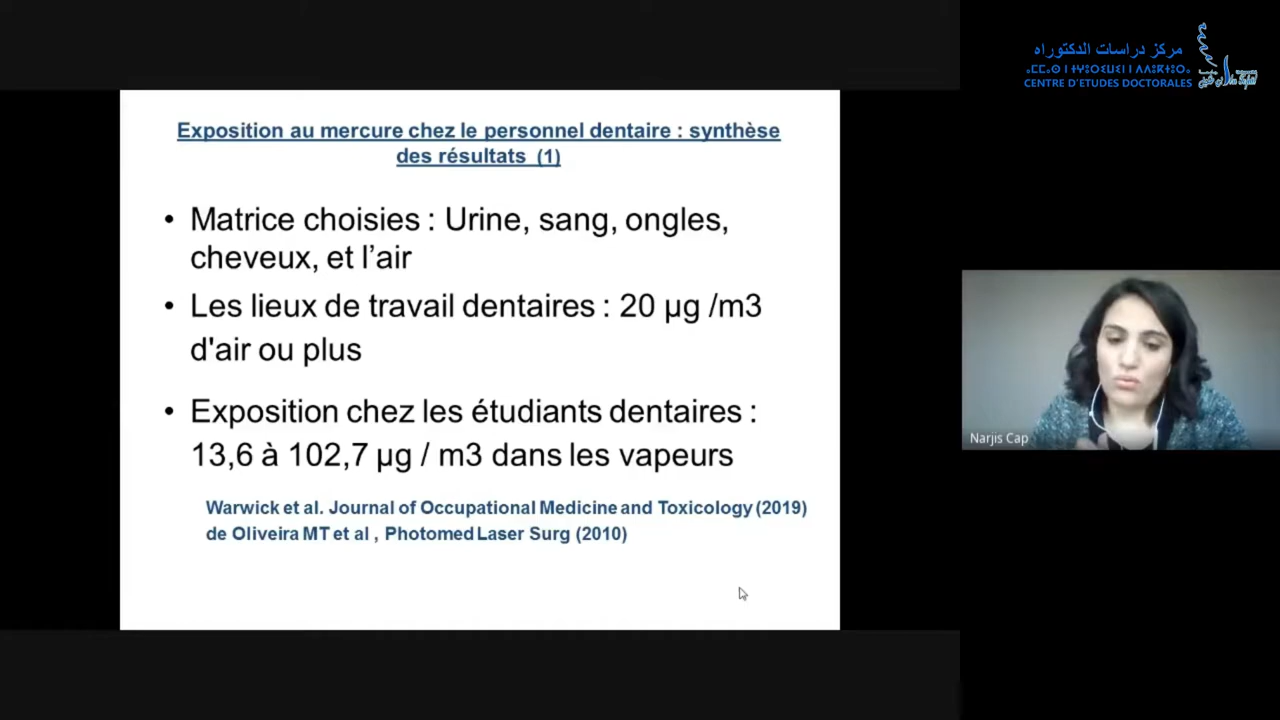 مركز دراسات الدكتوراه
CENTRE D'ETUDES DOCTORALES
Exposition au mercure chez le personnel dentaire : synthèse
des résultats (1)
• Matrice choisies : Urine, sang, ongles,
cheveux, et l’air
• Les lieux de travail dentaires : 20 µg /m3
d'air ou plus
• Exposition chez les étudiants dentaires :
13,6 à 102,7 µg / m3 dans les vapeurs
Warwick et al. Journal of Occupational Medicine and Toxicology (2019)
de Oliveira MT et al , Photomed Laser Surg (2010)
Narjis Cap